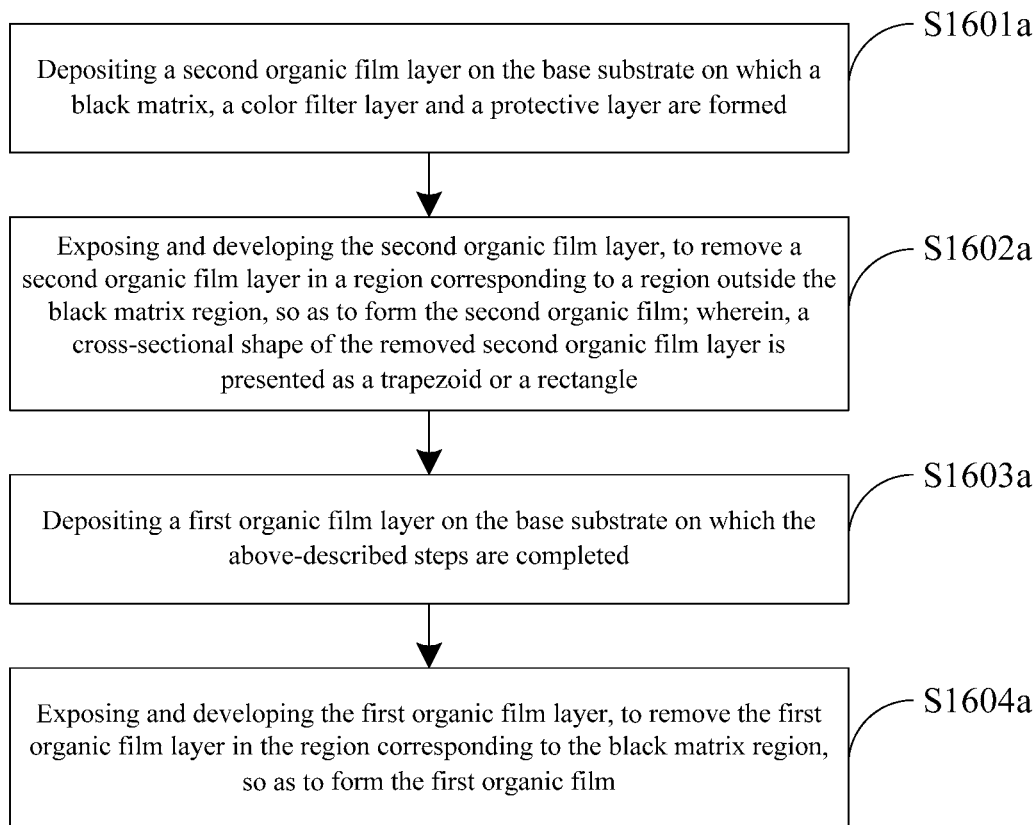 S1601a
Depositing a second organic film layer on the base substrate on which a
black matrix, a color filter layer and a protective layer are formed
S1602a
Exposing and developing the second organic film layer, to remove a
second organic film layer in a region corresponding to a region outside the
black matrix region, so as to form the second organic film; wherein, a
cross-sectional shape of the removed second organic film layer is
presented as a trapezoid or a rectangle
S1603a
Depositing a first organic film layer on the base substrate on which the
above-described steps are completed
S1604a
Exposing and developing the first organic film layer, to remove the first
organic film layer in the region corresponding to the black matrix region,
so as to form the first organic film